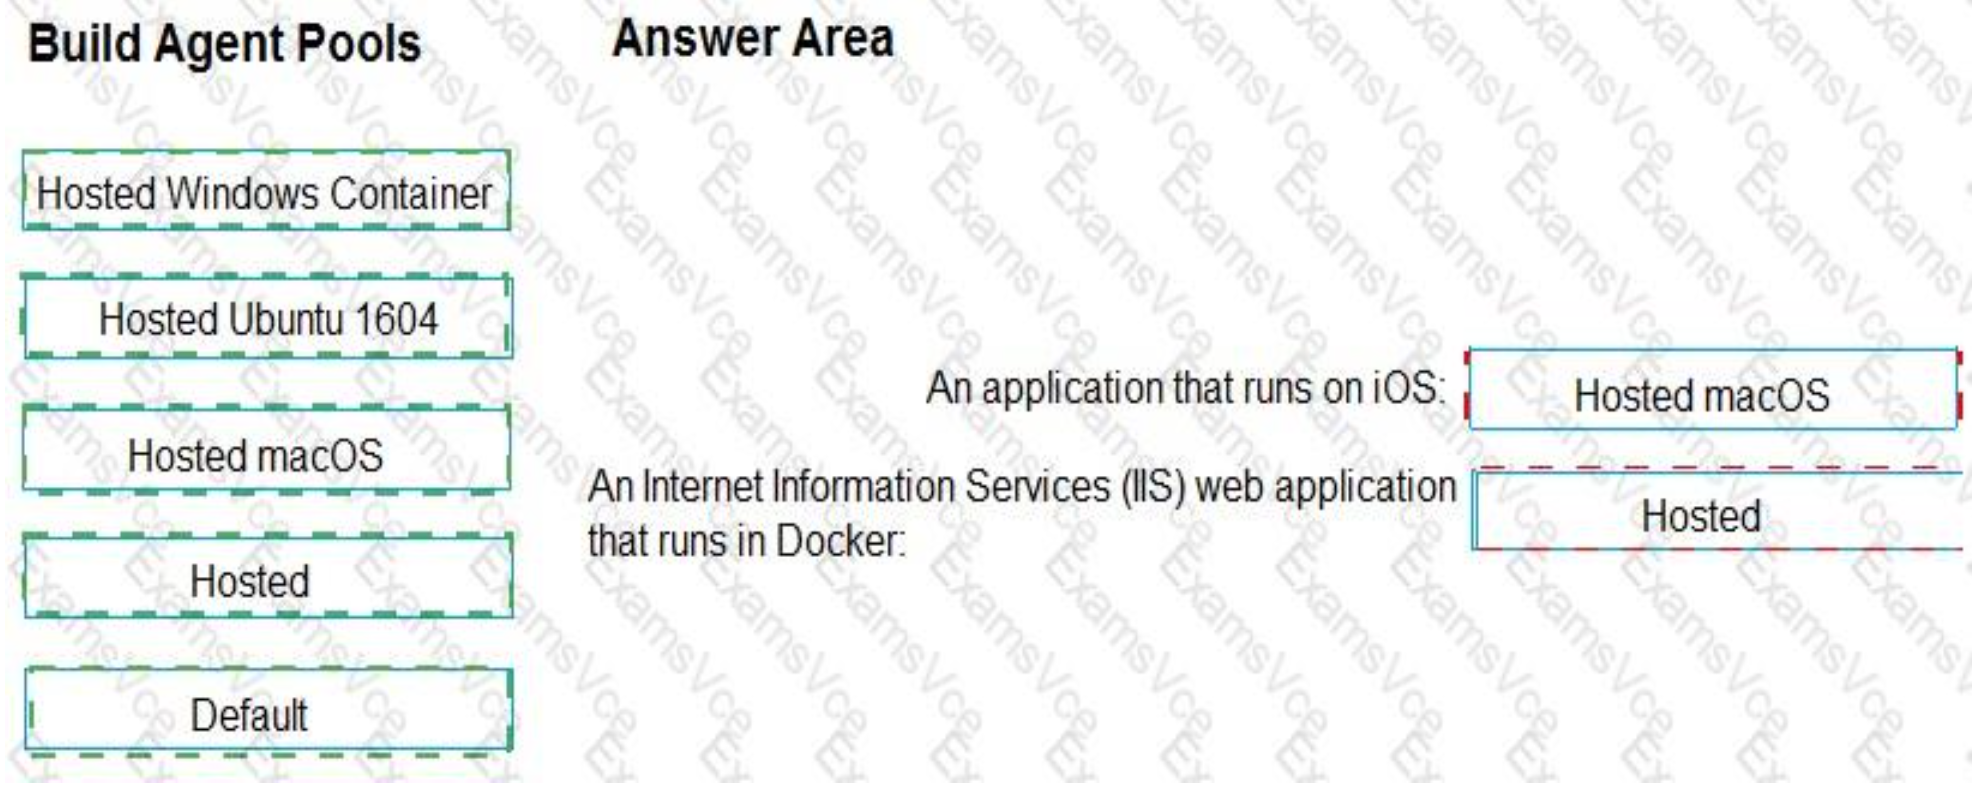 Build Agent Pools
Answer Area
Hosted Windows Container
Hosted Ubuntu 1604
Hosted macOS
Hosted
Default
An application that runs on iOS:
Hosted macOS
An Internet Information Services (IIS) web application
that runs in Docker:
Hosted
ExamsVce